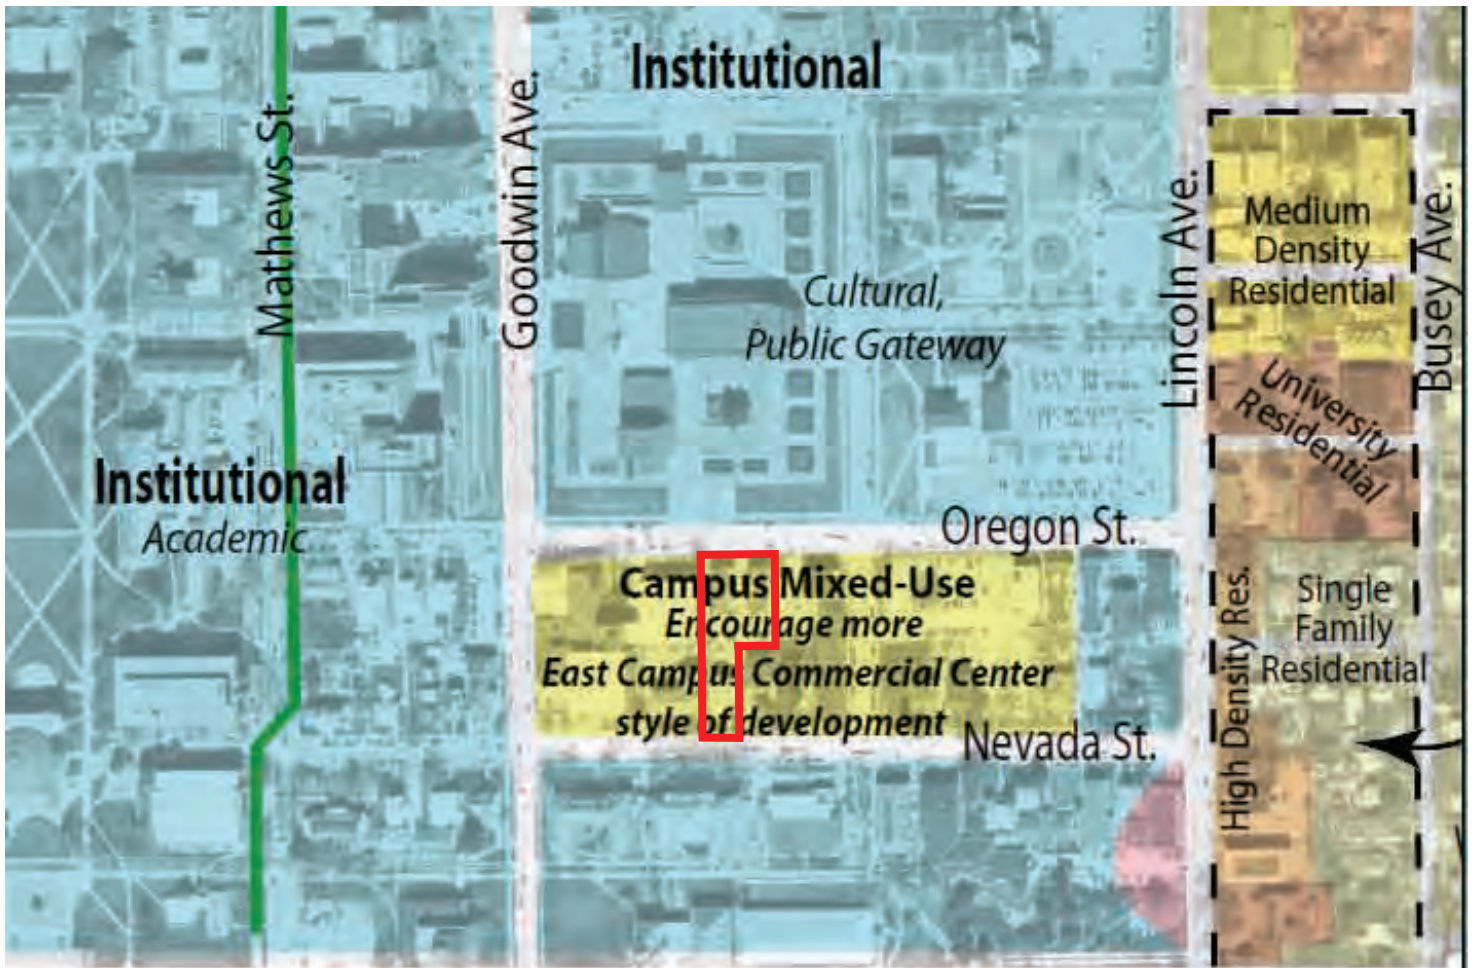 Institutional
Mathews St.
Goodwin Ave.
Lincoln Ave.
Busey Ave.
Medium
Density
Residential
Cultural,
Public Gateway
University
Residential
Institutional
Academic
Oregon St.
Campus Mixed-Use
Encourage more
East Campus Commercial Center
style of development
Nevada St.
High Density Res.
Single
Family
Residential